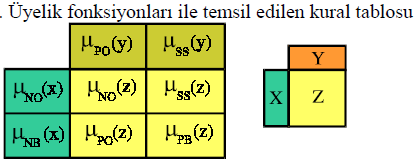 . Üyelik fonksiyonları ile temsil edilen kural tablosu
μPO(y) μSS(y)
μNO(x) μNO(z) μSS(z)
μNB(x) μPO(z) μPB(z)
Y
X Z